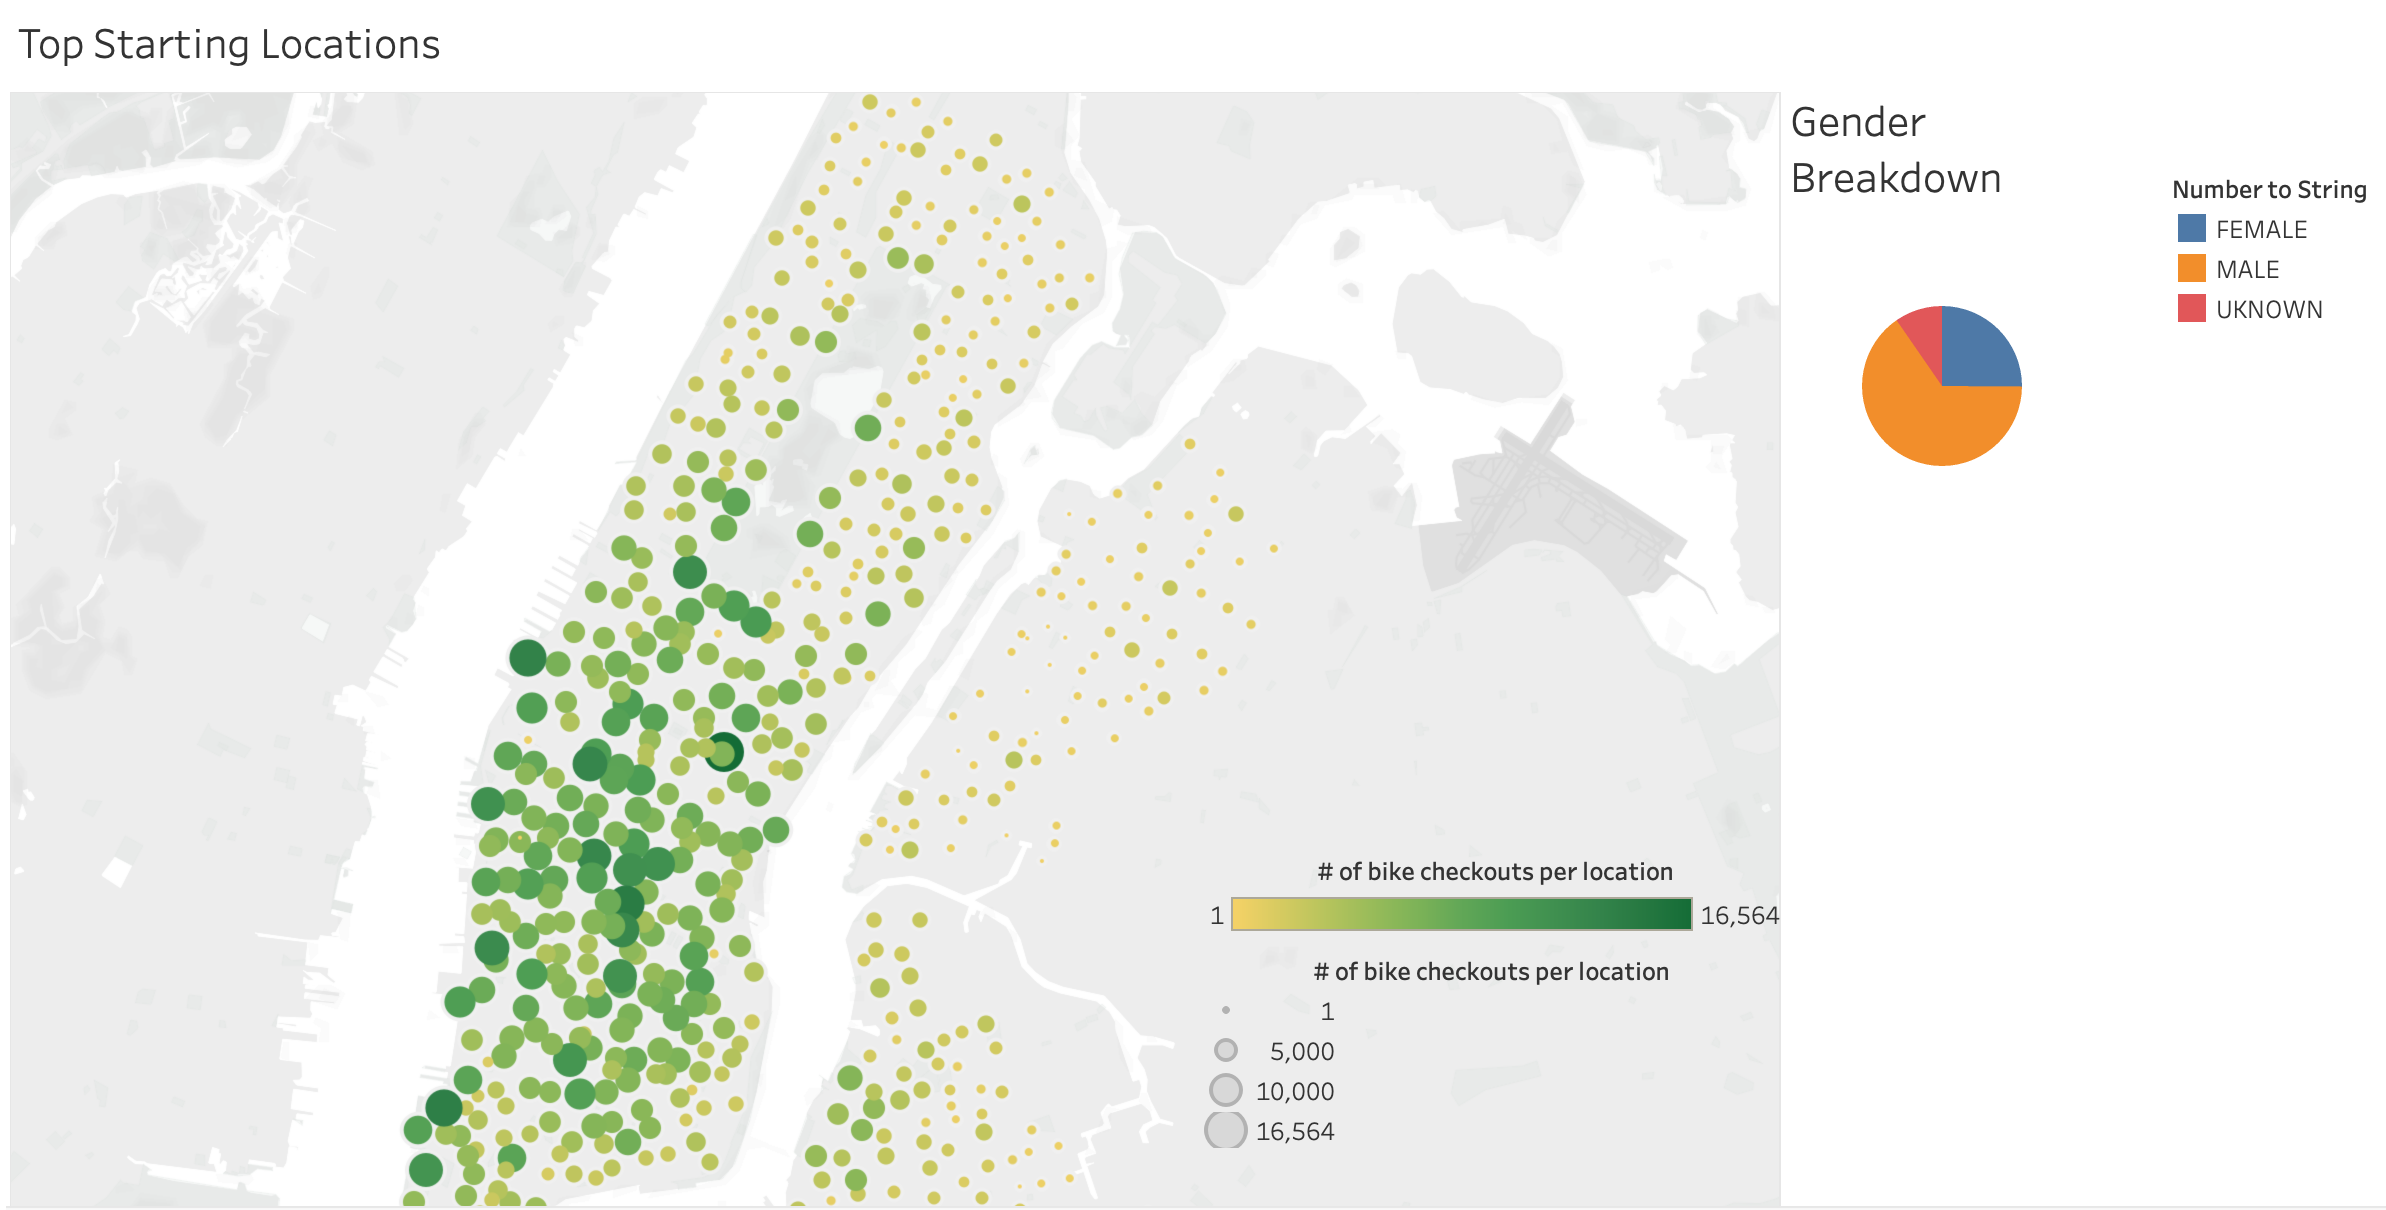 Top Starting Locations
Gender
Breakdown
Number to String
FEMALE
MALE
UKNOWN
# of bike checkouts per location
1 16,564
# of bike checkouts per location
1
5,000
10,000
16,564